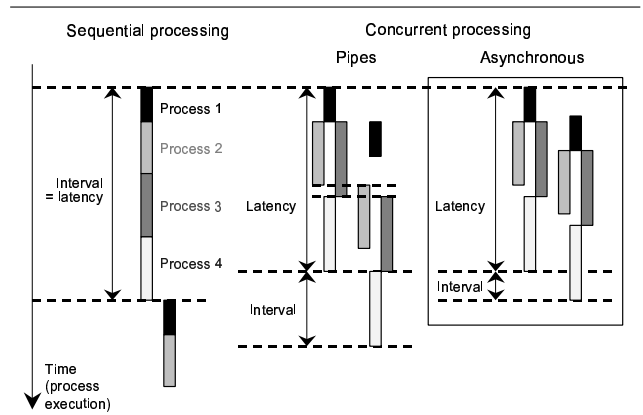 Sequential processing
Concurrent processing
Pipes
Asynchronous
Process 1
Process 2
Process 3
Process 4
Interval
= latency
Latency
Interval
Latency
Interval
Time
(process
execution)